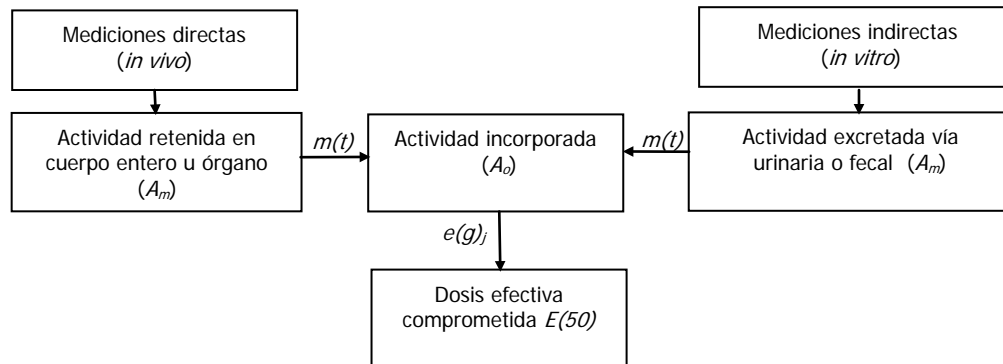 Mediciones directas
(in vivo)
Mediciones indirectas
(in vitro)
Actividad retenida en
cuerpo entero u órgano
(Am)
m(t)
Actividad incorporada
(Ao)
m(t)
Actividad excretada vía
urinaria o fecal (Am)
e(g)j
Dosis efectiva
comprometida E(50)